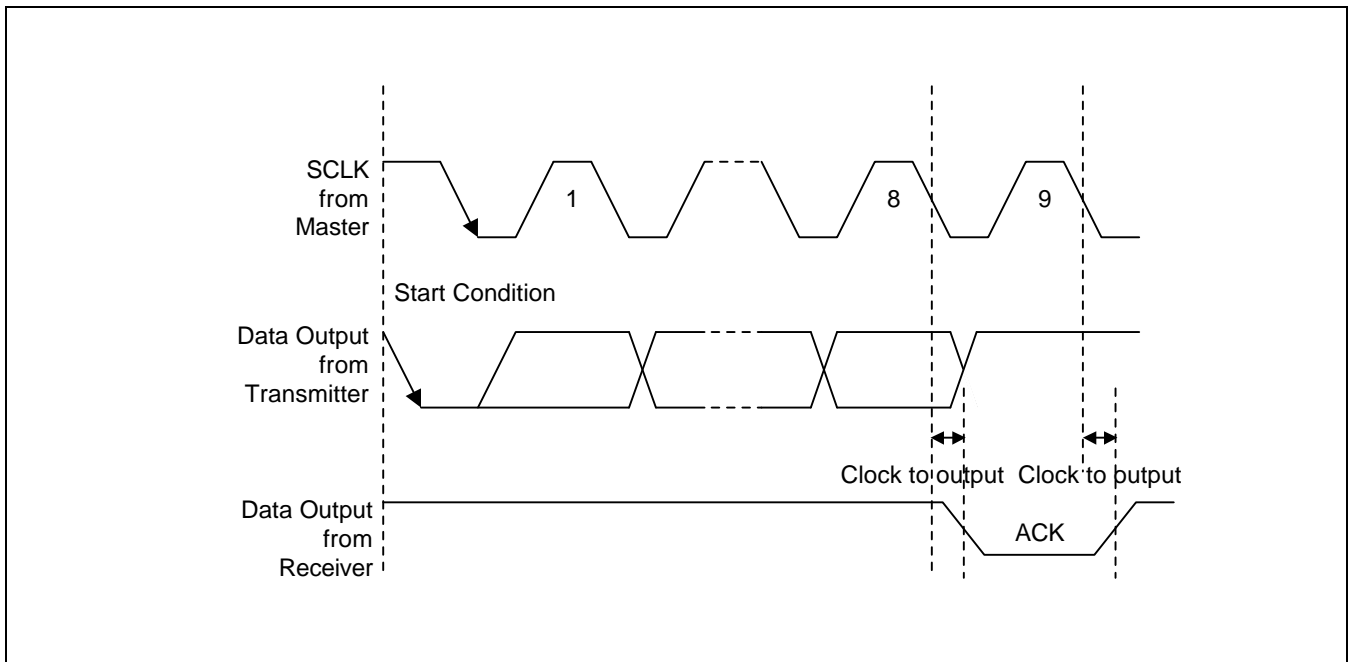 SCLK
from
Master
1
8
9
Start Condition
Data Output
from
Transmitter
Clock to output
Clock to output
Data Output
from
Receiver
ACK